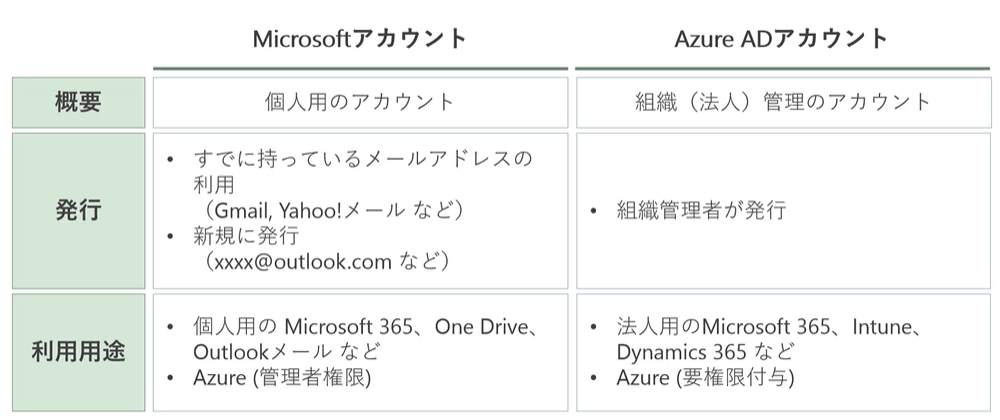 Microsoftアカウント
Azure ADアカウント
概要
個人用のアカウント
組織（法人）管理のアカウント
発行
• すでに持っているメールアドレスの
利用
（Gmail, Yahoo!メール など）
• 新規に発行
（xxxx@outlook.com など）
• 組織管理者が発行
利用用途
• 個人用の Microsoft 365、One Drive、
Outlookメール など
• Azure (管理者権限)
• 法人用のMicrosoft 365、Intune、
Dynamics 365 など
• Azure (要権限付与)